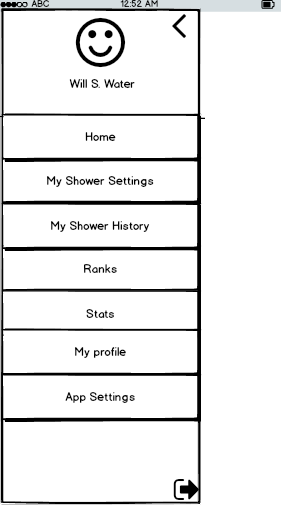 ABC 12:52 AM
Will S. Water
Home
My Shower Settings
My Shower History
Ranks
Stats
My profile
App Settings